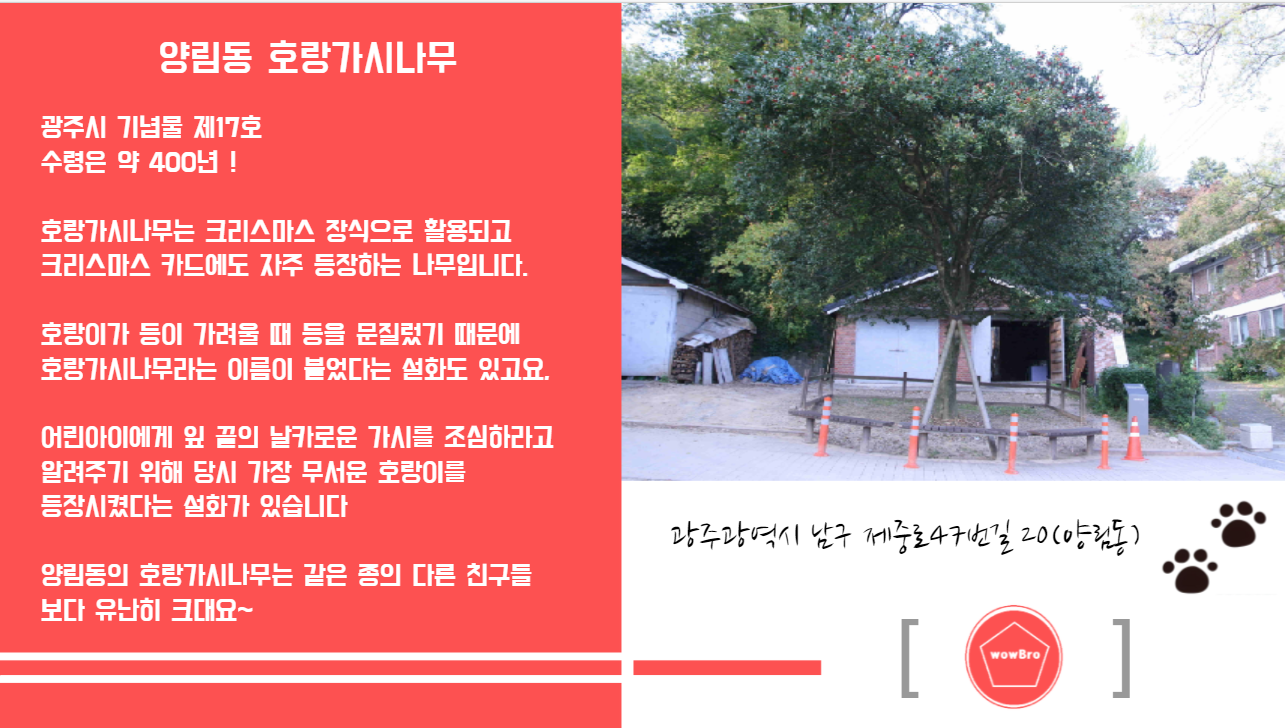 양림동 호랑가시나무
광주시 기념물 제17호
수령은 약 400년 !
호랑가시나무는 크리스마스 장식으로 활용되고
크리스마스 카드에도 자주 등장하는 나무입니다.
호랑이가 등이 가려울 때 등을 문질렀기 때문에
호랑가시나무라는 이름이 붙었다는 설화도 있고요.
어린아이에게 잎 끝의 날카로운 가시를 조심하라고
알려주기 위해 당시 가장 무서운 호랑이를
등장시켰다는 설화가 있습니다
양림동의 호랑가시나무는 같은 종의 다른 친구들
보다 유난히 크대요~
광주광역시 남구 제중로47번길 20(양림동)
[ wowBro ]